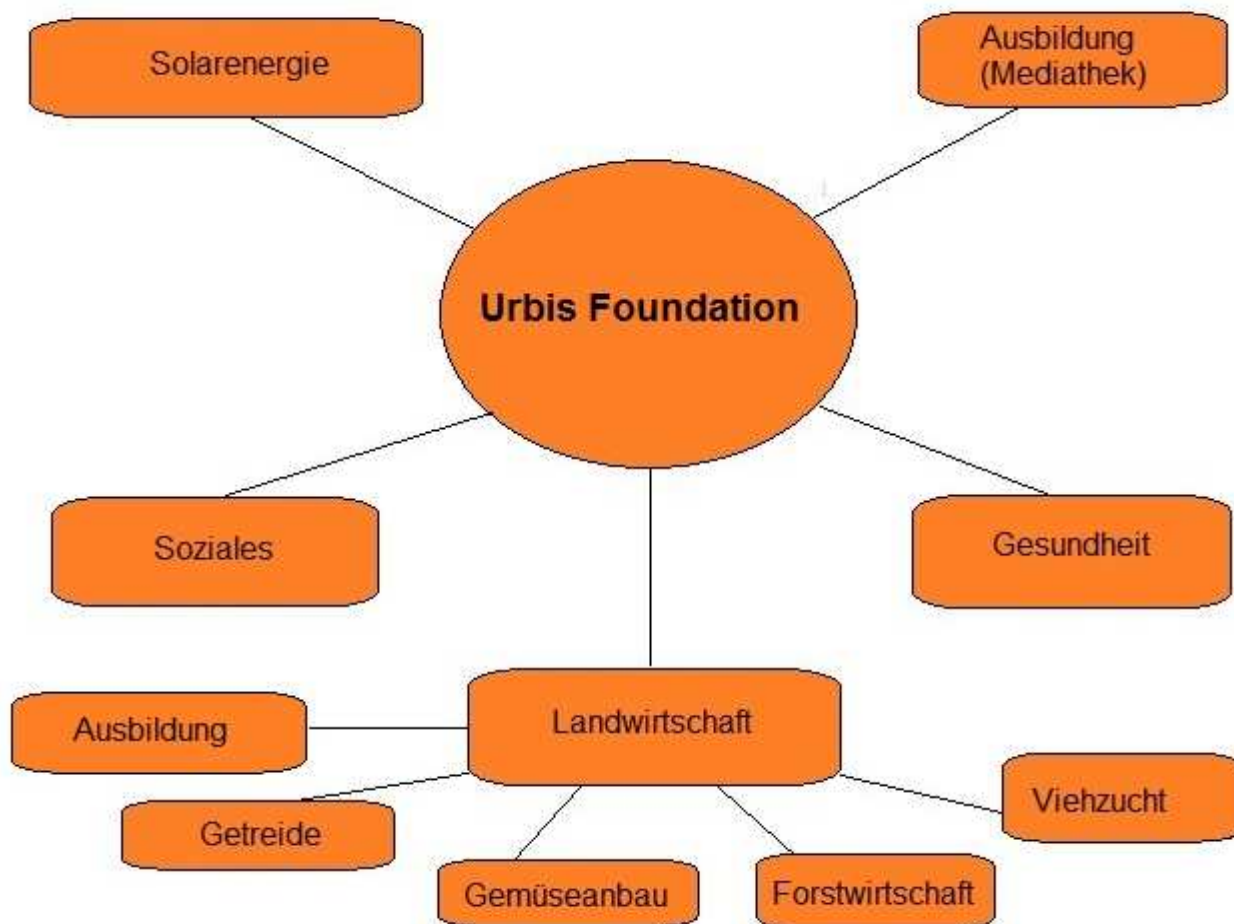 Solarenergie
Ausbildung
(Mediathek)
Urbis Foundation
Soziales
Gesundheit
Landwirtschaft
Ausbildung
Getreide
Gemüseanbau
Forstwirtschaft
Viehzucht